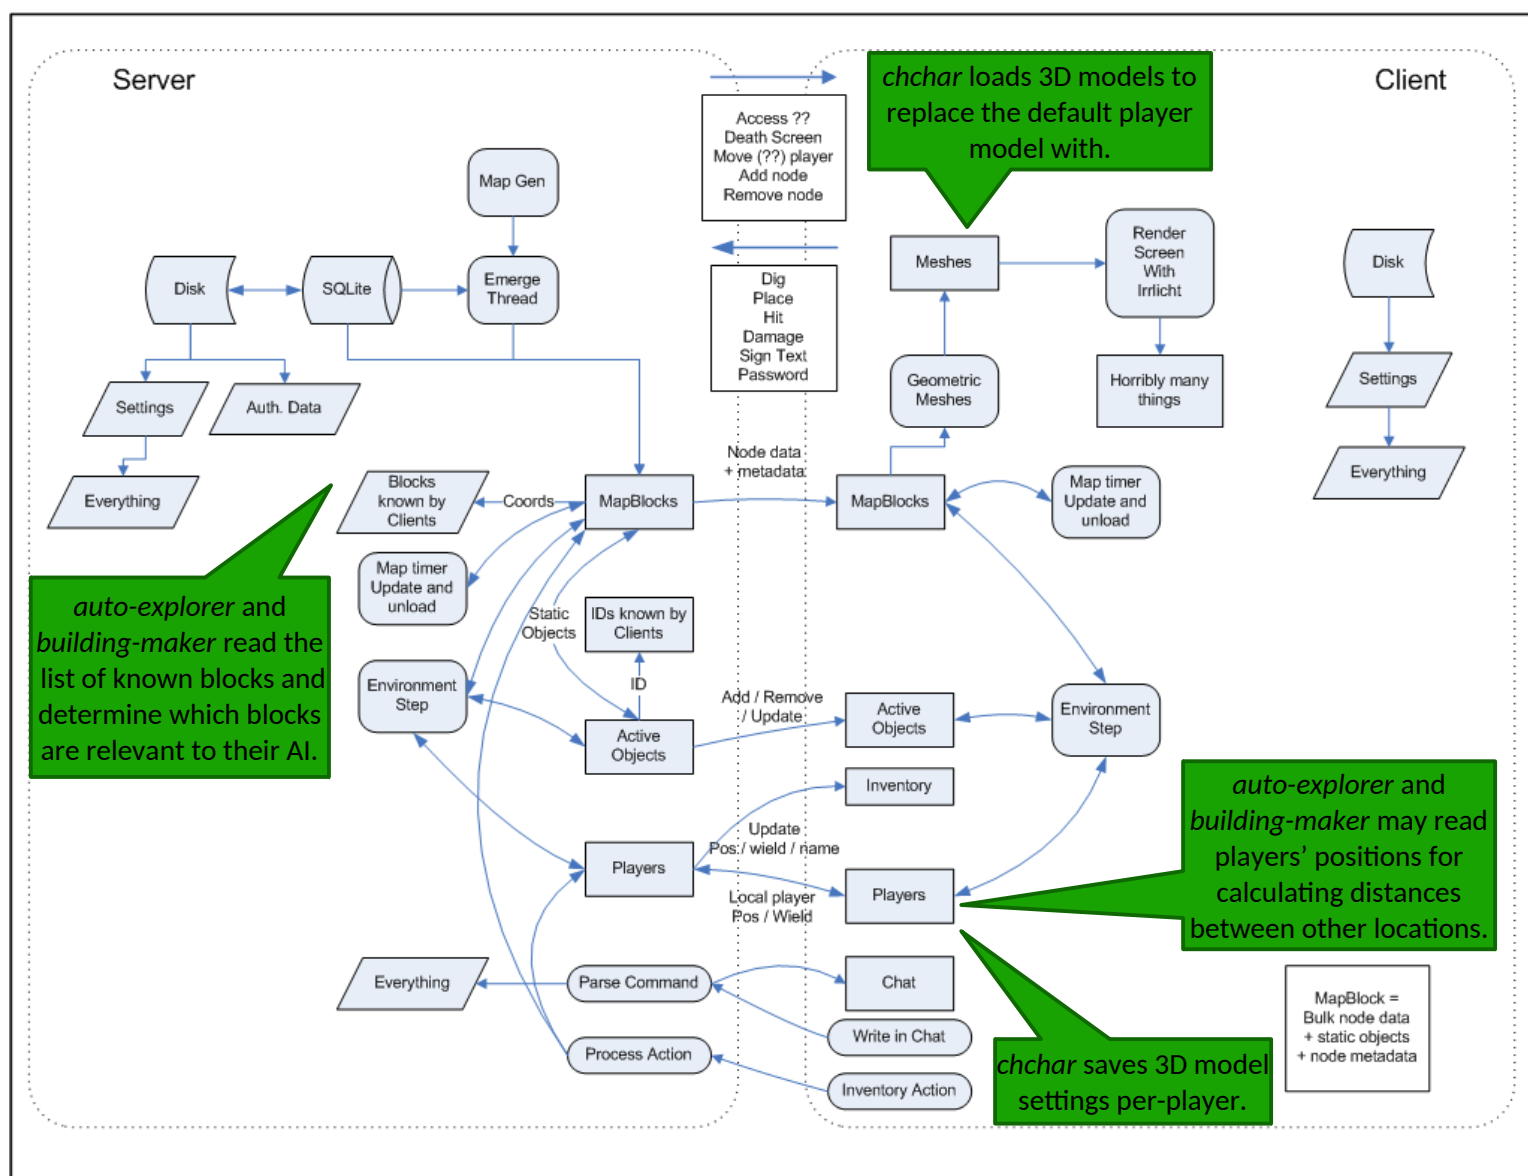 Server
Client
chchar loads 3D models to
replace the default player
model with.
Access ??
Death Screen
Move (??) player
Add node
Remove node
Map Gen
Disk
SQLite
Emerge
Thread
Dig
Place
Hit
Damage
Sign Text
Password
Meshes
Render
Screen
With
Irrlicht
Disk
Settings
Auth. Data
Everything
Geometric
Meshes
Horribly many
things
Settings
Everything
Blocks
known by
Clients
Coords
MapBlocks
Node data
+ metadata
MapBlocks
Map timer
Update and
unload
Map timer
Update and
unload
auto-explorer and
building-maker read the
list of known blocks and
determine which blocks
are relevant to their AI.
Static
Objects
IDs known by
Clients
ID
Environment
Step
Active
Objects
Add / Remove
/ Update
Active
Objects
Environment
Step
Inventory
Update
Pos / wield / name
Players
Local player
Pos / Wield
Players
auto-explorer and
building-maker may read
players’ positions for
calculating distances
between other locations.
Everything
Parse Command
Chat
Write in Chat
Process Action
Inventory Action
chchar saves 3D model
settings per-player.
MapBlock =
Bulk node data
+ static objects
+ node metadata